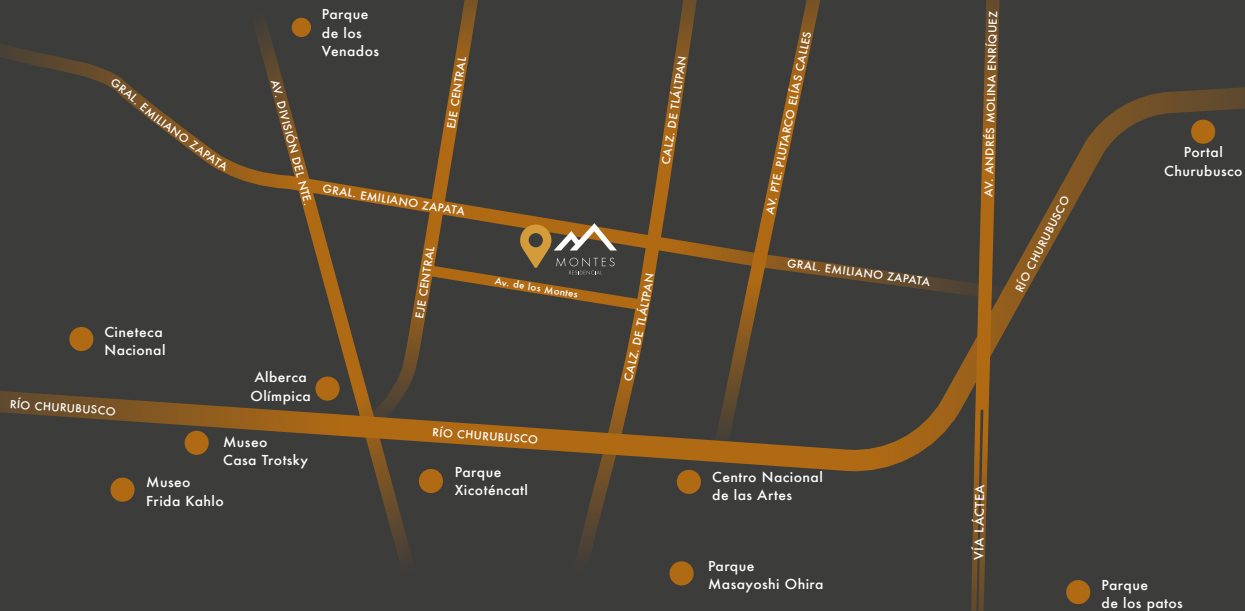 Parque
de los
Venados
GRAL. EMILIANO ZAPATA
AV. DIVISIÓN DEL NTE.
EJE CENTRAL
CALZ. DE TLÁLTPAN
AV. PTE. PLUTARCO ELÍAS CALLES
AV. ANDRÉS MOLINA ENRÍQUEZ
Portal
Churubusco
GRAL. EMILIANO ZAPATA
MONTES
RESIDENCIAL
EJE CENTRAL
Av. de los Montes
CALZ. DE TLÁLTPAN
GRAL. EMILIANO ZAPATA
RÍO CHURUBUSCO
Cineteca
Nacional
Alberca
Olímpica
RÍO CHURUBUSCO
RÍO CHURUBUSCO
Museo
Casa Trotsky
Museo
Frida Kahlo
Parque
Xicoténcatl
Centro Nacional
de las Artes
VÍA LÁCTEA
Parque
Masayoshi Ohira
Parque
de los patos